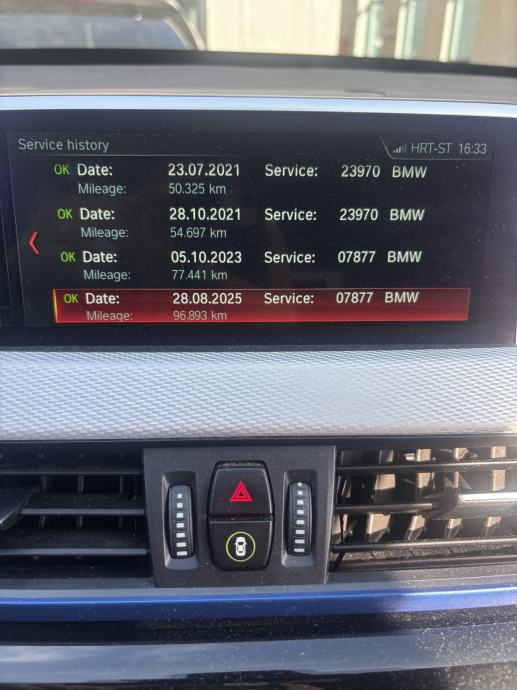 Service history HRT-ST 16:33
OK Date: 23.07.2021 Service: 23970 BMW
Mileage: 50.325 km
OK Date: 28.10.2021 Service: 23970 BMW
Mileage: 54.697 km
OK Date: 05.10.2023 Service: 07877 BMW
Mileage: 77.441 km
OK Date: 28.08.2025 Service: 07877 BMW
Mileage: 96.893 km